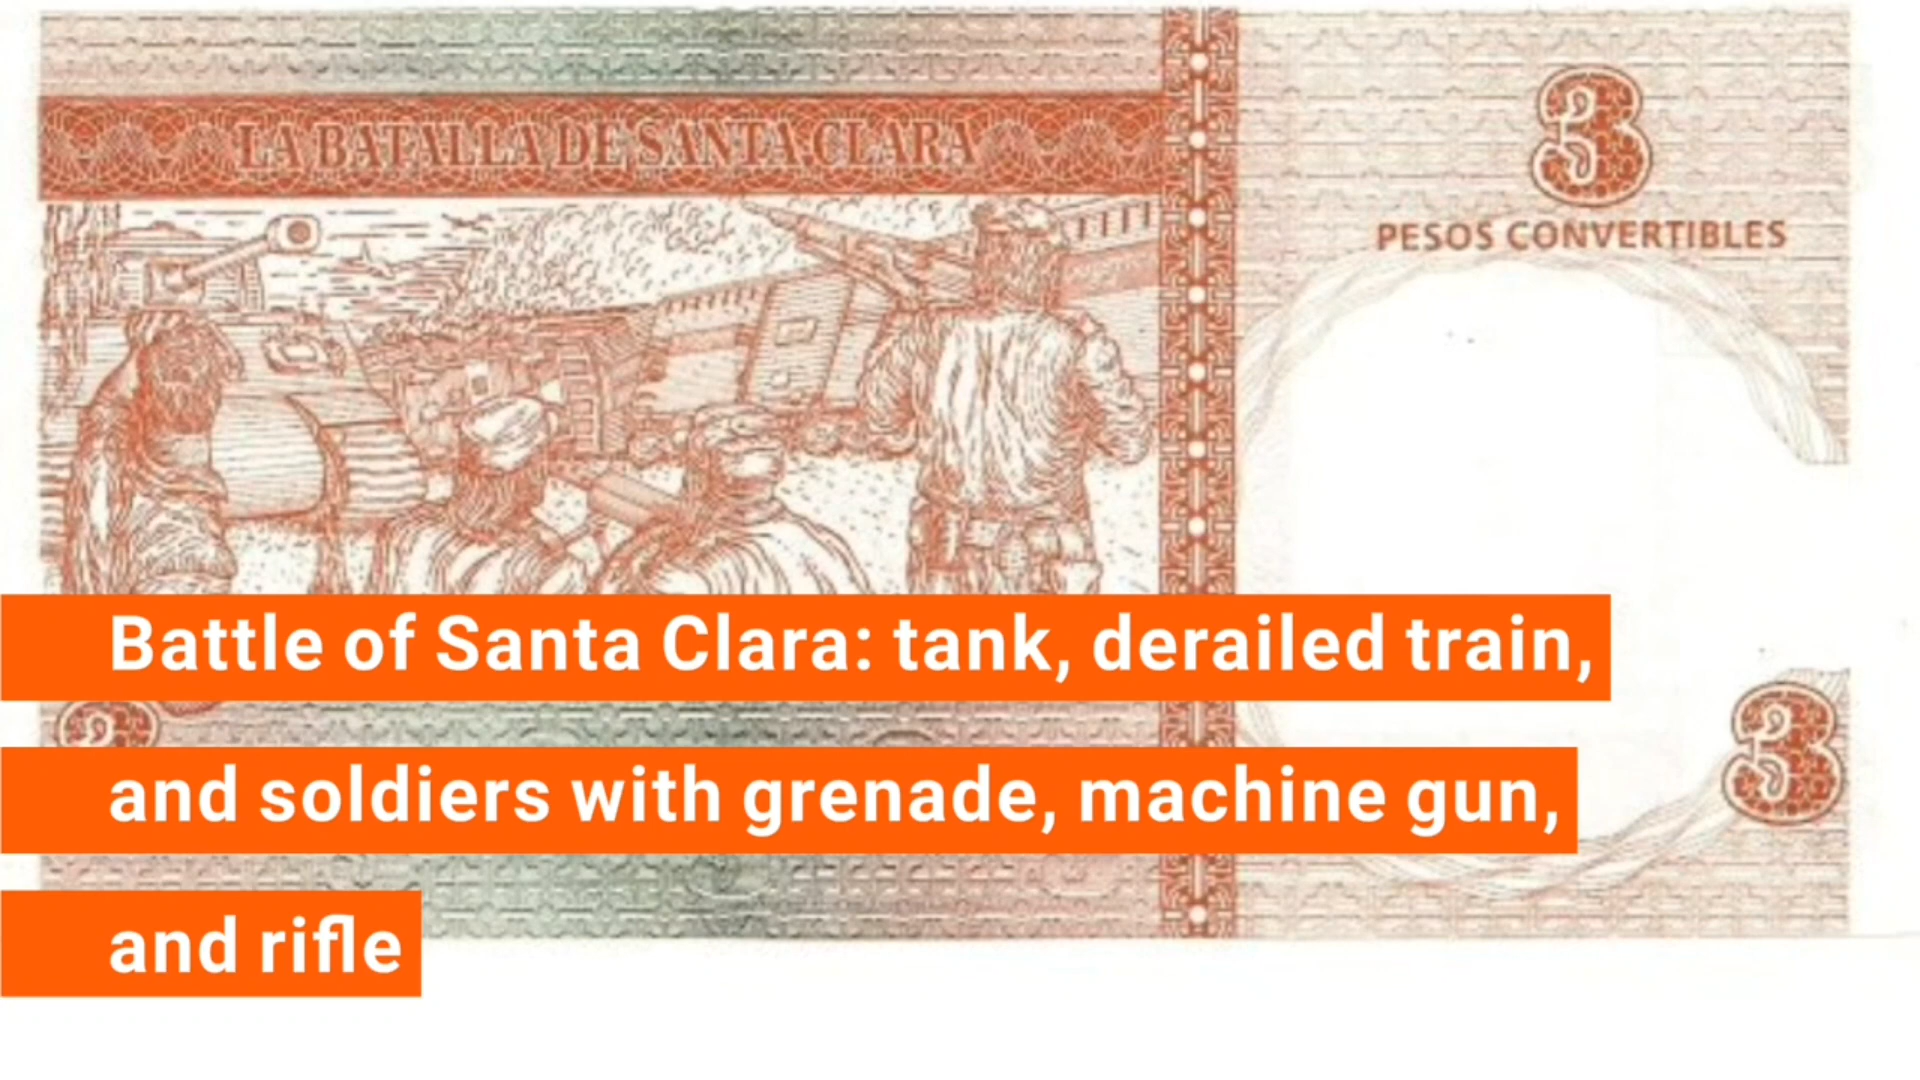 LA BATALLA DE SANTA CLARA
3
PESOS CONVERTIBLES
Battle of Santa Clara: tank, derailed train,
3
3
and soldiers with grenade, machine gun,
and rifle